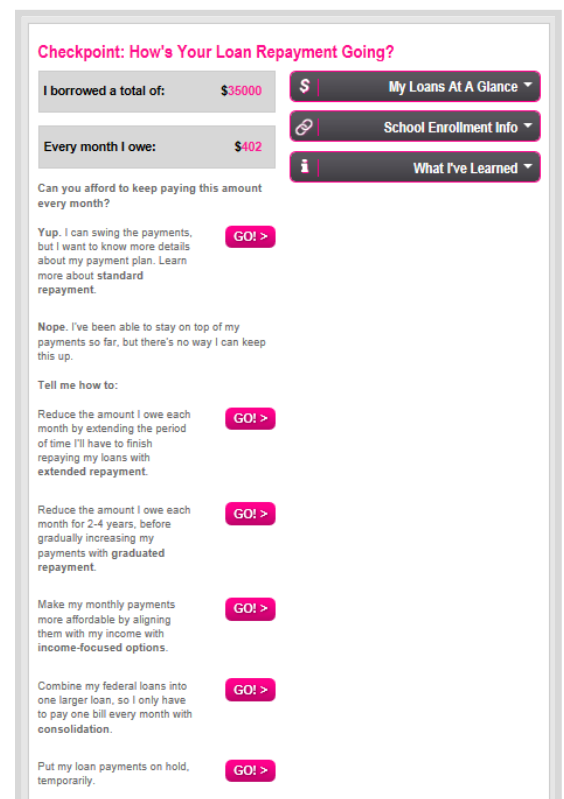 Checkpoint: How's Your Loan Repayment Going?
I borrowed a total of: $35000
Every month I owe: $402
My Loans At A Glance
School Enrollment Info
What I've Learned
Can you afford to keep paying this amount
every month?
Yup. I can swing the payments,
but I want to know more details
about my payment plan. Learn
more about standard
repayment.
GO! >
Nope. I've been able to stay on top of my
payments so far, but there's no way I can keep
this up.
Tell me how to:
Reduce the amount I owe each
month by extending the period
of time I'll have to finish
repaying my loans with
extended repayment.
GO! >
Reduce the amount I owe each
month for 2-4 years, before
gradually increasing my
payments with graduated
repayment.
GO! >
Make my monthly payments
more affordable by aligning
them with my income with
income-focused options.
GO! >
Combine my federal loans into
one larger loan, so I only have
to pay one bill every month with
consolidation.
GO! >
Put my loan payments on hold,
temporarily.
GO! >